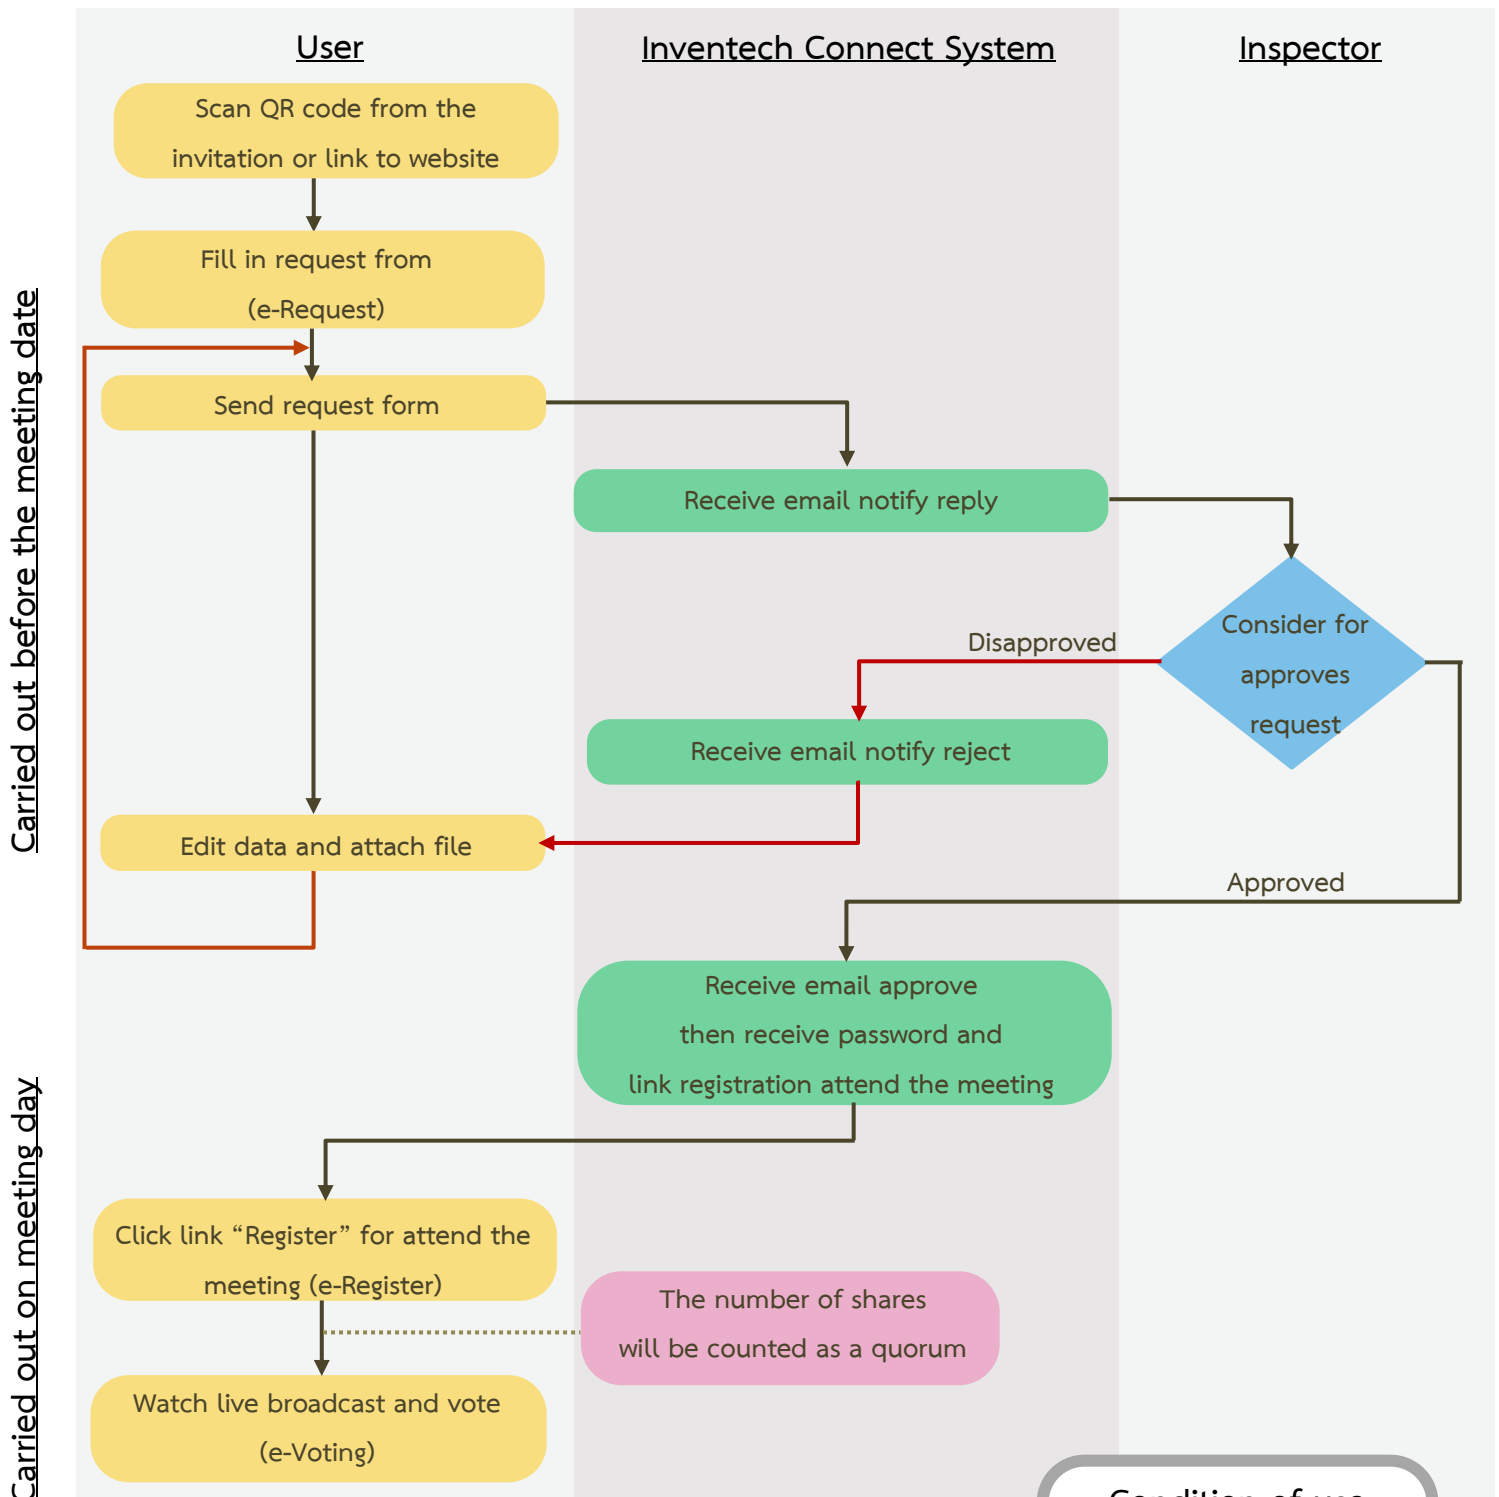 User
Inventech Connect System
Inspector
Scan QR code from the
invitation or link to website
Fill in request from
(e-Request)
Send request form
Receive email notify reply
Consider for
approves
request
Disapproved
Receive email notify reject
Edit data and attach file
Approved
Receive email approve
then receive password and
link registration attend the meeting
Click link “Register” for attend the
meeting (e-Register)
The number of shares
will be counted as a quorum
Watch live broadcast and vote
(e-Voting)
Carried out before the meeting date
Carried out on meeting day
Condition of use